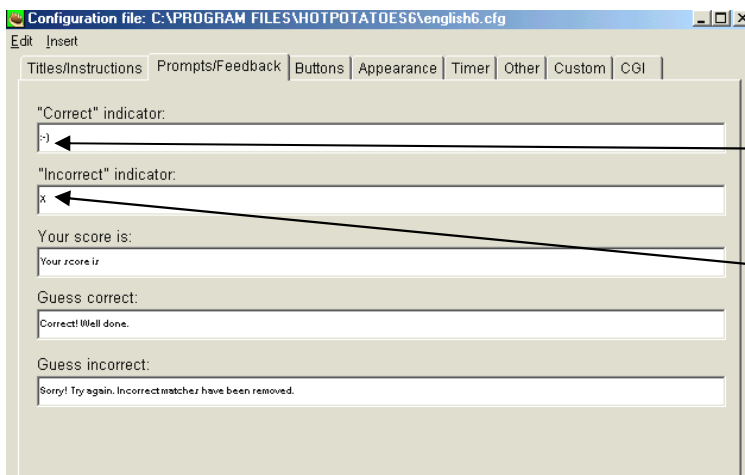 Configuration file: C:\PROGRAM FILES\HOTPOTATOES6\english6.cfg
Edit Insert
Titles/Instructions Prompts/Feedback Buttons Appearance Timer Other Custom CGI
"Correct" indicator:
:-)
"Incorrect" indicator:
X
Your score is:
Your score is
Guess correct:
Correct! Well done.
Guess incorrect:
Sorry! Try again. Incorrect matches have been removed.